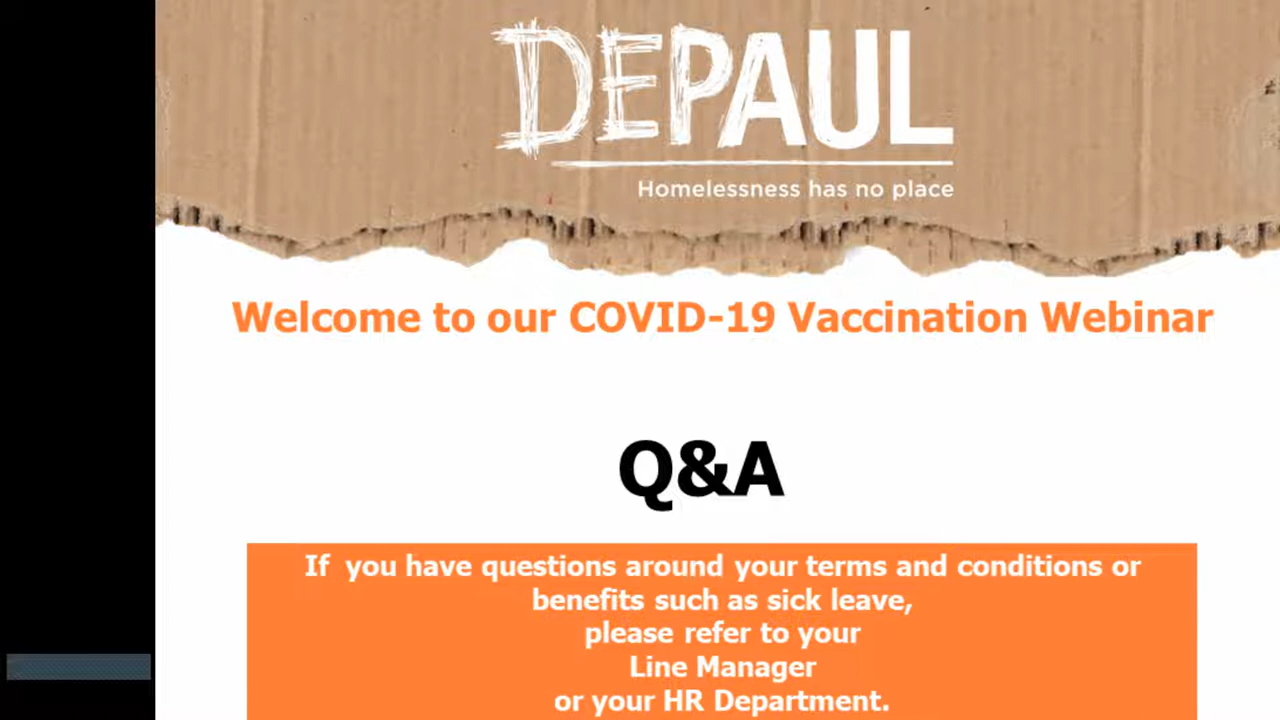 DEPAUL
Homelessness has no place
Welcome to our COVID-19 Vaccination Webinar
Q&A
If you have questions around your terms and conditions or
benefits such as sick leave,
please refer to your
Line Manager
or your HR Department.